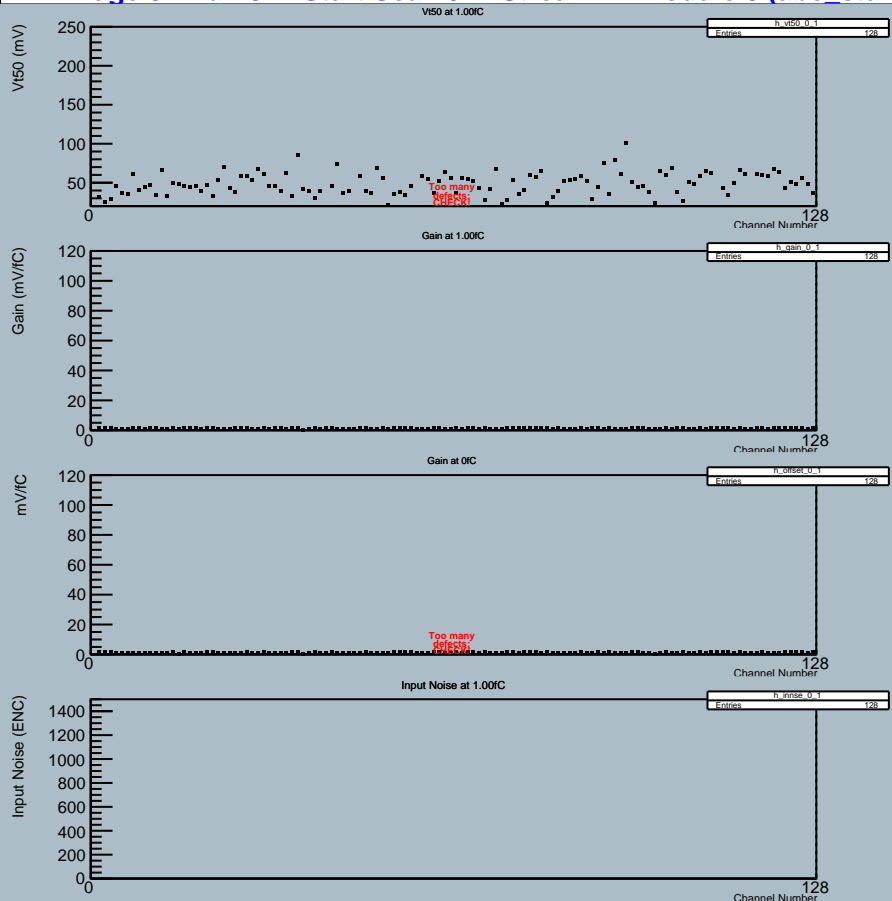 Vt50 at 1.00fC
h_vt50_0_1
Entries 128
Vt50 (mV)
250
200
150
100
50
Too many
defects:
CHECK!
0
128
Channel Number
Gain at 1.00fC
h_gain_0_1
Entries 128
Gain (mV/fC)
120
100
80
60
40
20
0
0
128
Channel Number
Gain at 0fC
h_offset_0_1
Entries 128
mV/fC
120
100
80
60
40
20
0
Too many
defects:
CHECK!
0
128
Channel Number
Input Noise at 1.00fC
h_innse_0_1
Entries 128
Input Noise (ENC)
1400
1200
1000
800
600
400
200
0
0
128
Channel Number